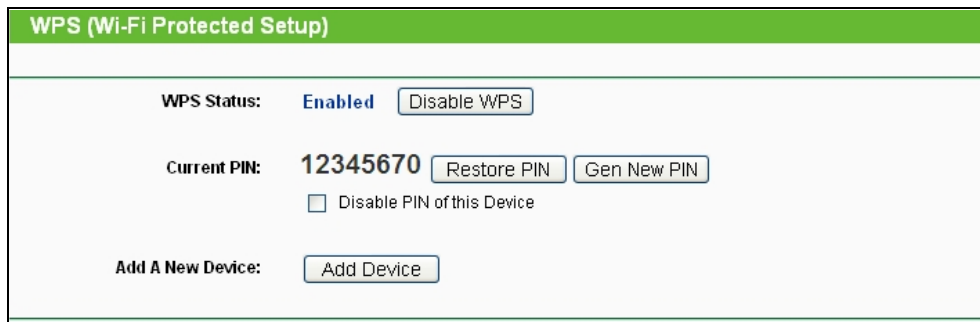 WPS (Wi-Fi Protected Setup)
WPS Status: Enabled Disable WPS
Current PIN: 12345670 Restore PIN Gen New PIN
Disable PIN of this Device
Add A New Device: Add Device